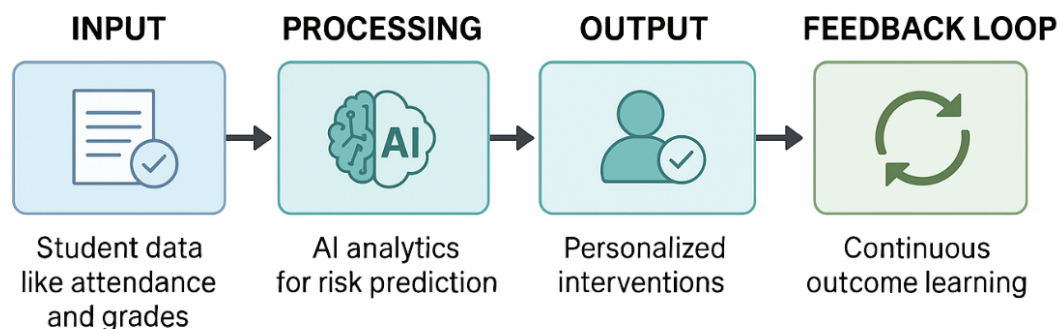 INPUT
PROCESSING
OUTPUT
FEEDBACK LOOP
AI
Student data
like attendance
and grades
AI analytics
for risk prediction
Personalized
interventions
Continuous
outcome learning